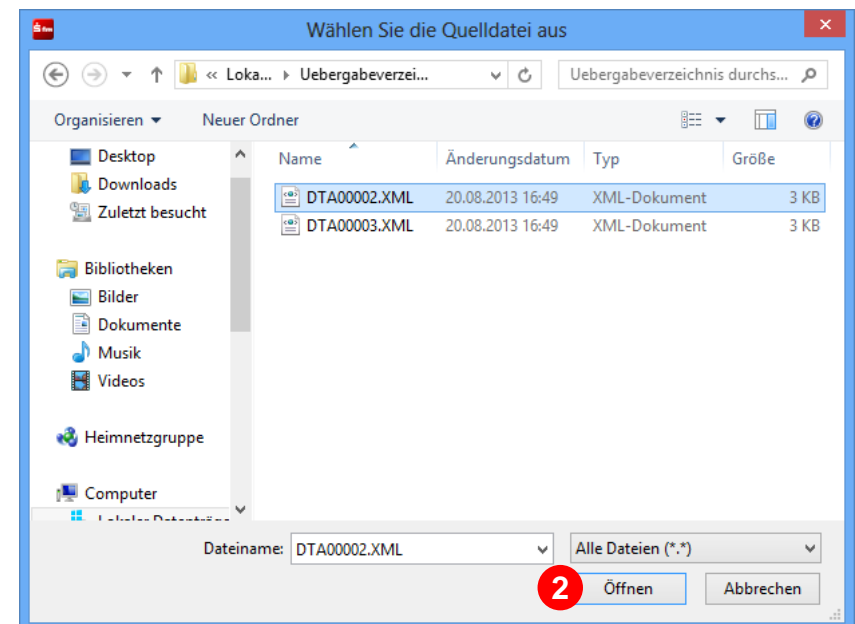 Wählen Sie die Quelldatei aus
« Loka... Uebergabeverzei... Uebergabeverzeichnis durchs...
Organisieren Neuer Ordner
Name Änderungsdatum Typ Größe
Desktop
Downloads
Zuletzt besucht
Bibliotheken
Bilder
Dokumente
Musik
Videos
Heimnetzgruppe
Computer
Lokaler Datenträge
DTA00002.XML 20.08.2013 16:49 XML-Dokument 3 KB
DTA00003.XML 20.08.2013 16:49 XML-Dokument 3 KB
Dateiname: DTA00002.XML Alle Dateien (*.*)
2 Öffnen Abbrechen